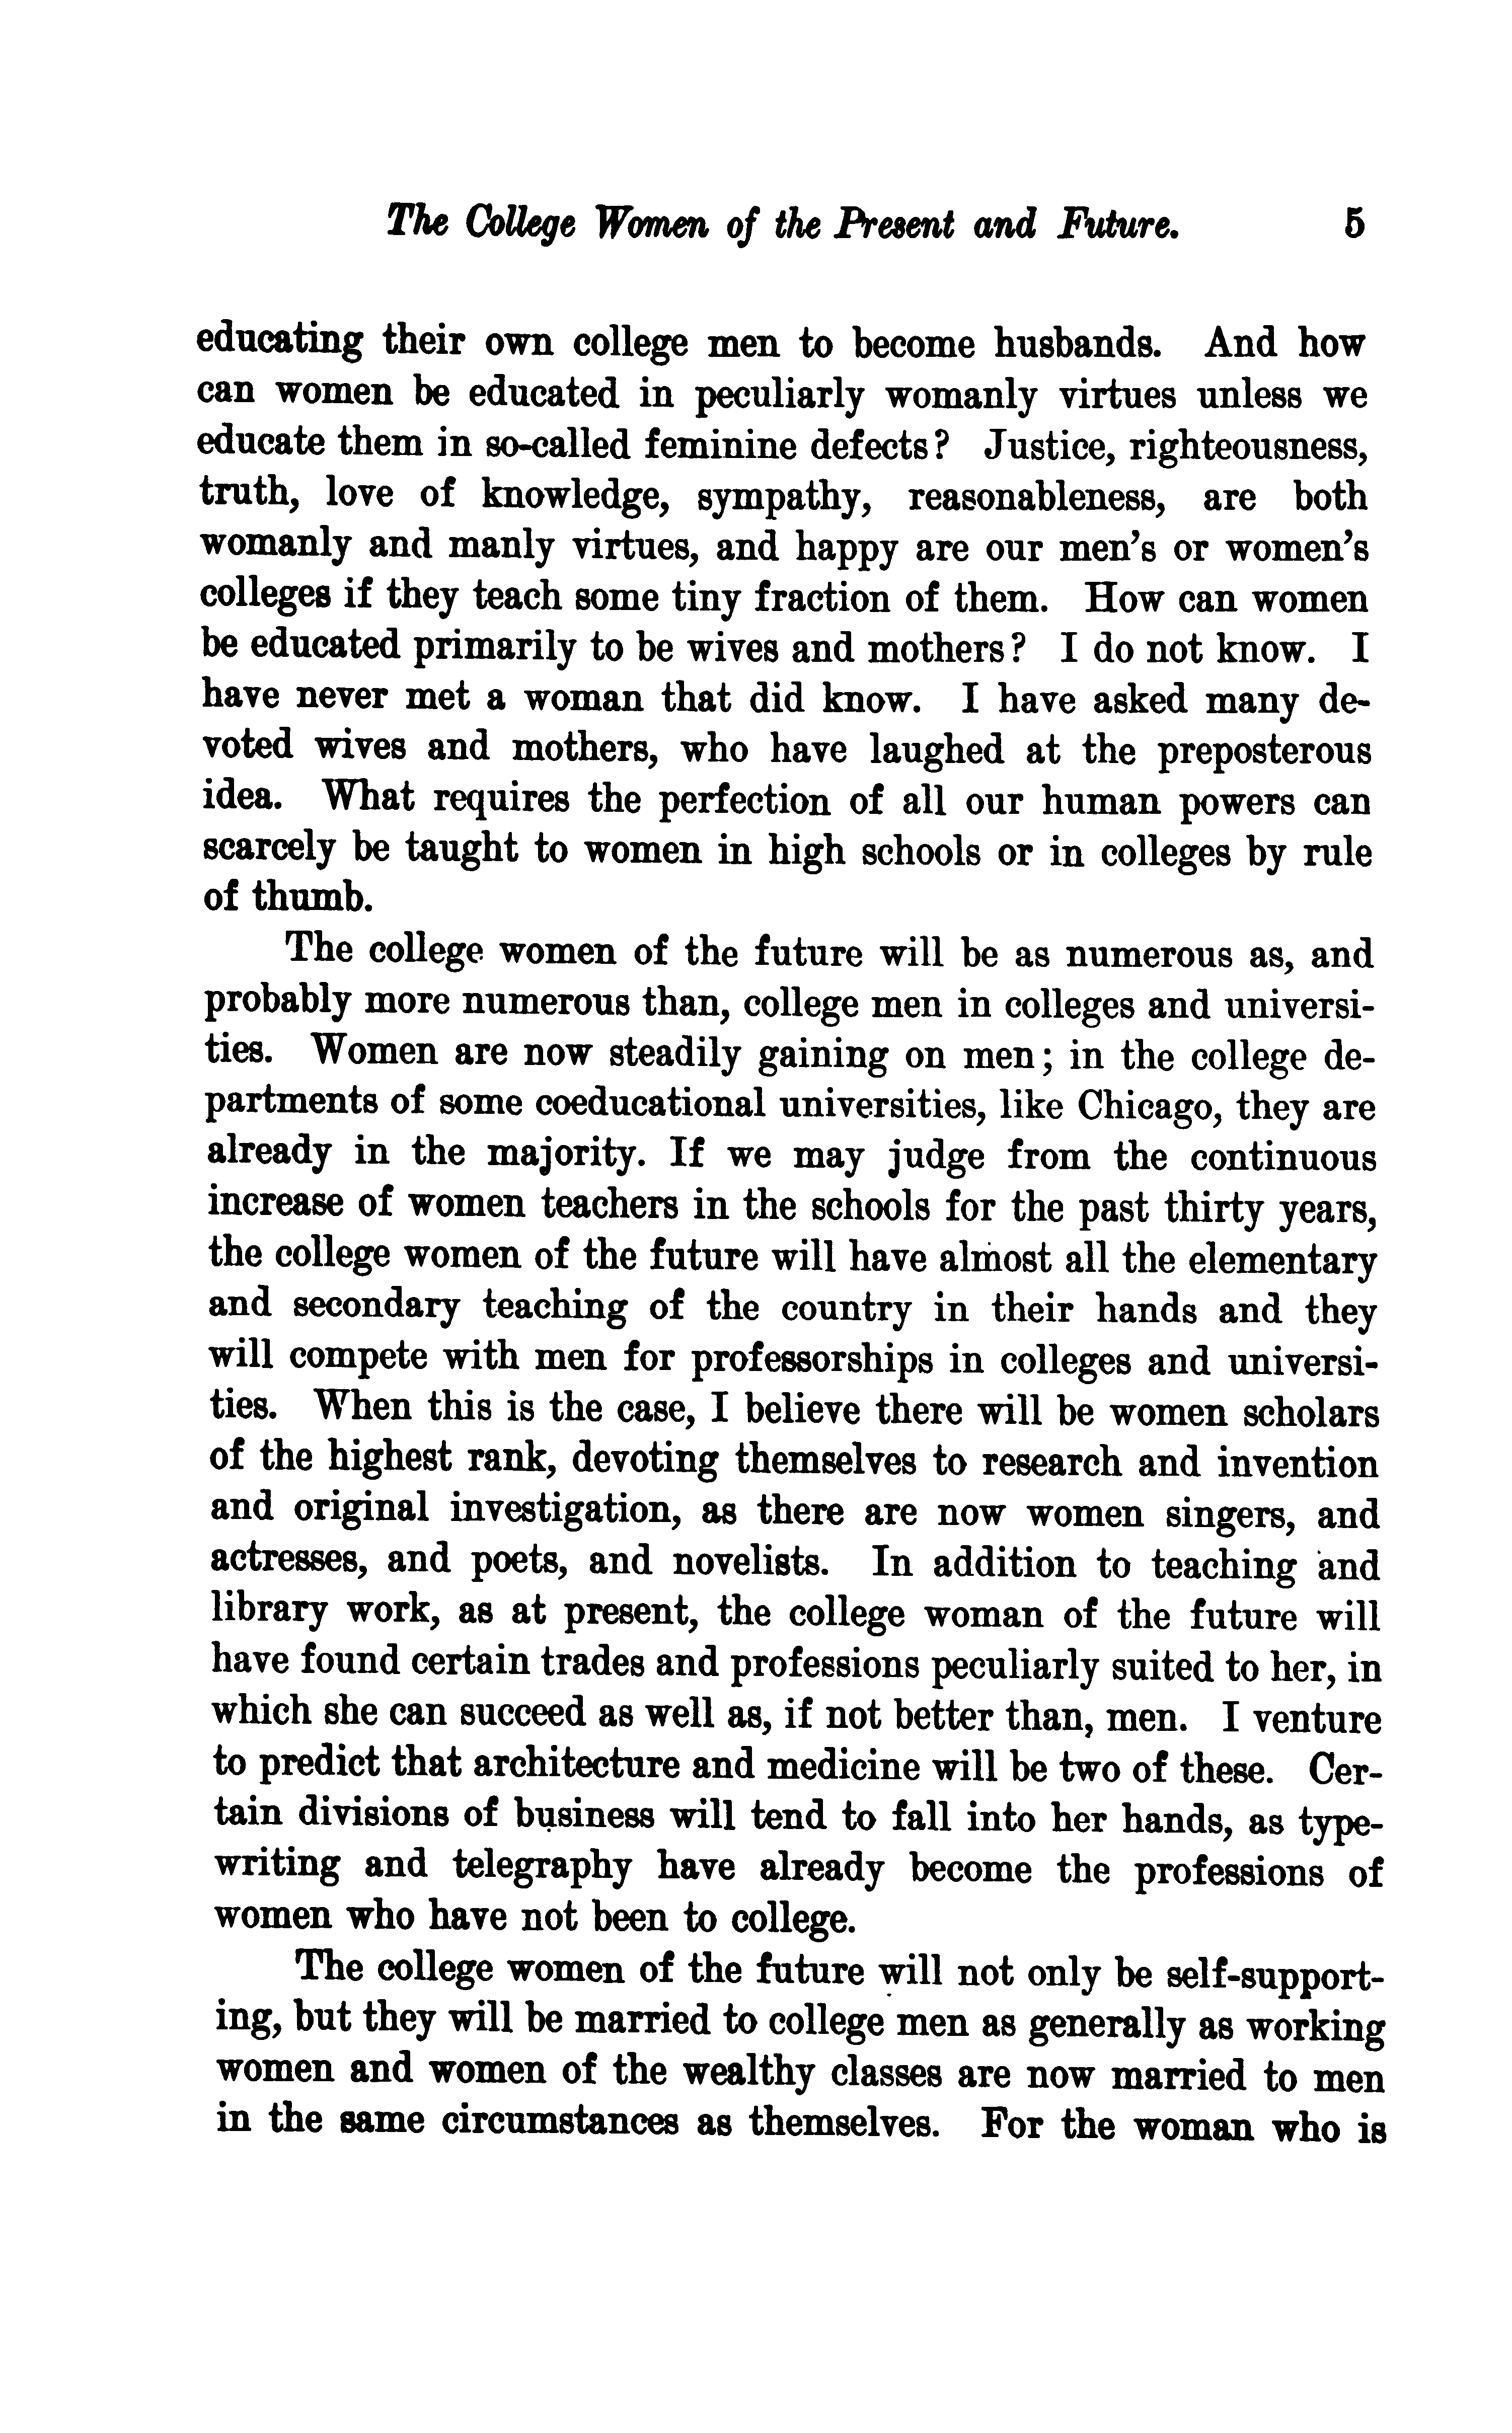 The College Women of the Present and Future. 5
educating their own college men to become husbands. And how
can women be educated in peculiarly womanly virtues unless we
educate them in so-called feminine defects? Justice, righteousness,
truth, love of knowledge, sympathy, reasonableness, are both
womanly and manly virtues, and happy are our men's or women's
colleges if they teach some tiny fraction of them. How can women
be educated primarily to be wives and mothers? I do not know. I
have never met a woman that did know. I have asked many de-
voted wives and mothers, who have laughed at the preposterous
idea. What requires the perfection of all our human powers can
scarcely be taught to women in high schools or in colleges by rule
of thumb.
The college women of the future will be as numerous as, and
probably more numerous than, college men in colleges and universi-
ties. Women are now steadily gaining on men; in the college de-
partments of some coeducational universities, like Chicago, they are
already in the majority. If we may judge from the continuous
increase of women teachers in the schools for the past thirty years,
the college women of the future will have almost all the elementary
and secondary teaching of the country in their hands and they
will compete with men for professorships in colleges and universi-
ties. When this is the case, I believe there will be women scholars
of the highest rank, devoting themselves to research and invention
and original investigation, as there are now women singers, and
actresses, and poets, and novelists. In addition to teaching and
library work, as at present, the college woman of the future will
have found certain trades and professions peculiarly suited to her, in
which she can succeed as well as, if not better than, men. I venture
to predict that architecture and medicine will be two of these. Cer-
tain divisions of business will tend to fall into her hands, as type-
writing and telegraphy have already become the professions of
women who have not been to college.
The college women of the future will not only be self-support-
ing, but they will be married to college men as generally as working
women and women of the wealthy classes are now married to men
in the same circumstances as themselves. For the woman who is